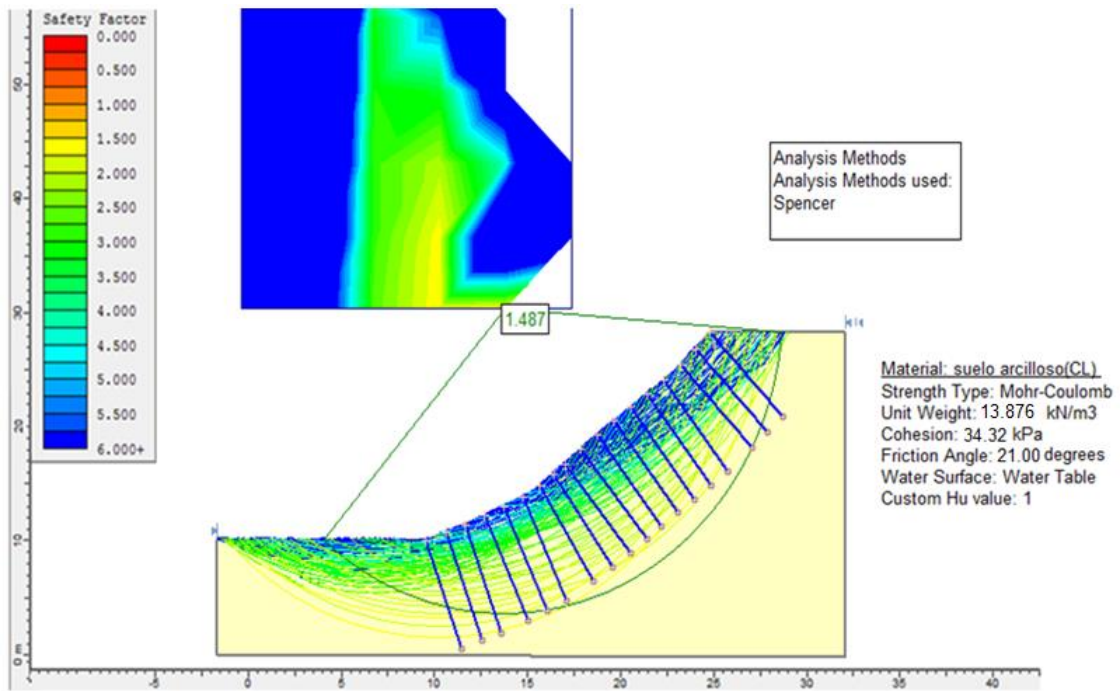 Safety Factor
0.000
0.500
1.000
1.500
2.000
2.500
3.000
3.500
4.000
4.500
5.000
5.500
6.000+
50
40
30
20
10
0 m
Analysis Methods
Analysis Methods used:
Spencer
1.487
Material: suelo arcilloso(CL)
Strength Type: Mohr-Coulomb
Unit Weight: 13.876 kN/m3
Cohesion: 34.32 kPa
Friction Angle: 21.00 degrees
Water Surface: Water Table
Custom Hu value: 1
-5
0
5
10
15
20
25
30
35
40